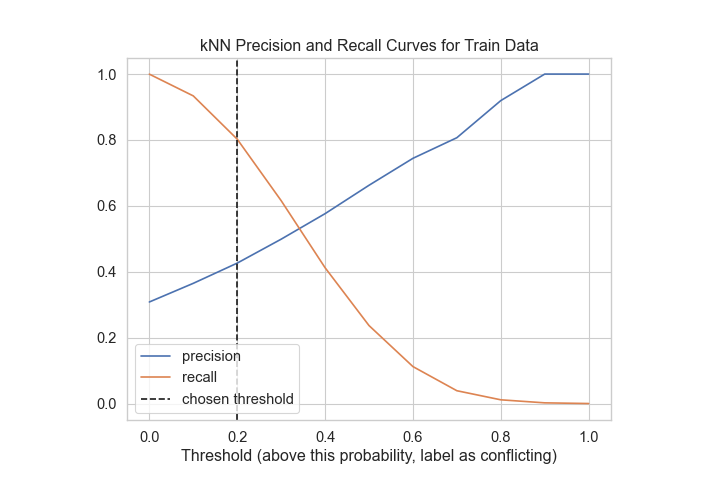 kNN Precision and Recall Curves for Train Data
1.0
0.8
0.6
0.4
0.2
0.0
precision
recall
chosen threshold
0.0 0.2 0.4 0.6 0.8 1.0
Threshold (above this probability, label as conflicting)